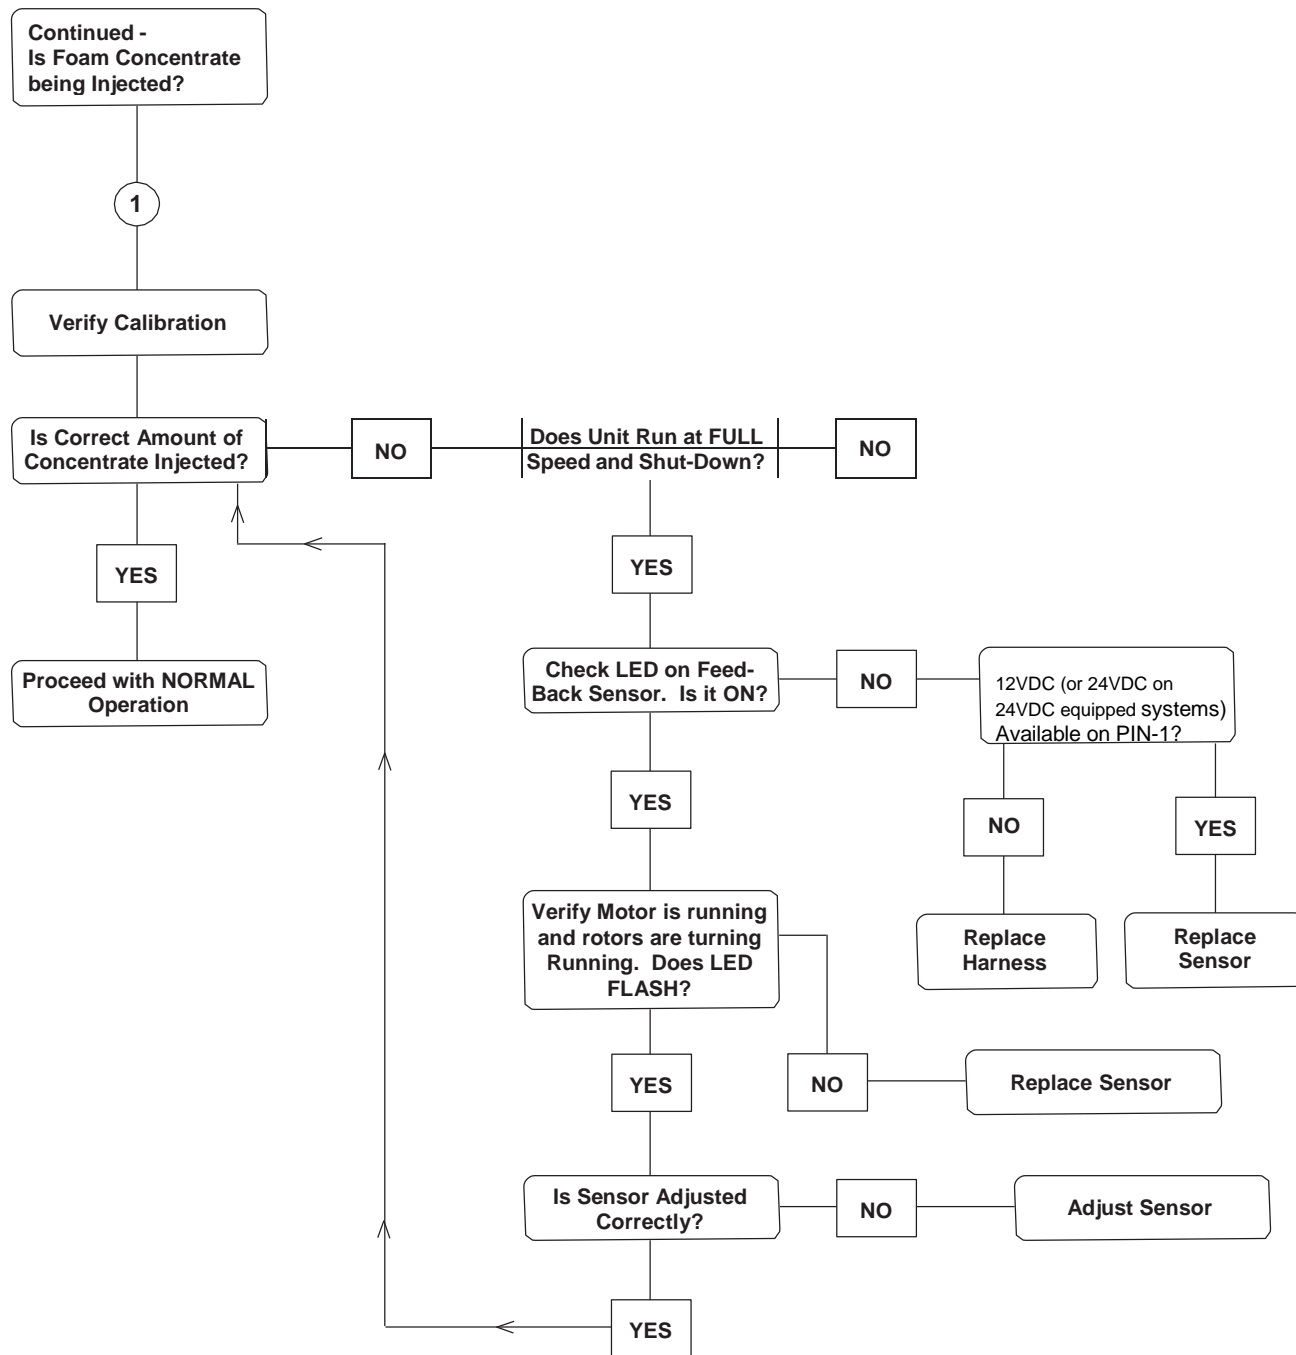 Continued -
Is Foam Concentrate
being Injected?
1
Verify Calibration
Is Correct Amount of
Concentrate Injected?
NO
Does Unit Run at FULL
Speed and Shut-Down?
NO
YES
YES
Proceed with NORMAL
Operation
Check LED on Feed-
Back Sensor.  Is it ON?
NO
12VDC (or 24VDC on
24VDC equipped systems)
Available on PIN-1?
YES
NO
YES
Verify Motor is running
and rotors are turning
Running.  Does LED
FLASH?
Replace
Harness
Replace
Sensor
YES
NO
Replace Sensor
Is Sensor Adjusted
Correctly?
NO
Adjust Sensor
YES